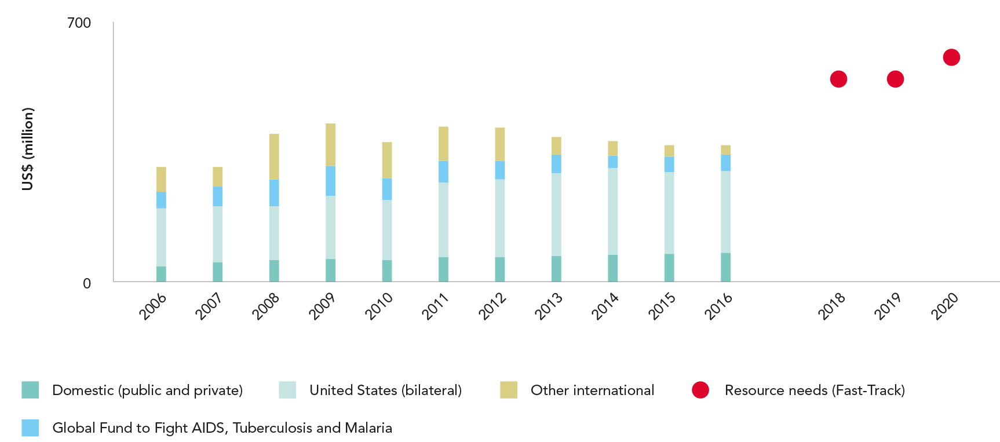 700
US$ (million)
0
2006
2007
2008
2009
2010
2011
2012
2013
2014
2015
2016
2018
2019
2020
Domestic (public and private)
United States (bilateral)
Other international
Resource needs (Fast-Track)
Global Fund to Fight AIDS, Tuberculosis and Malaria